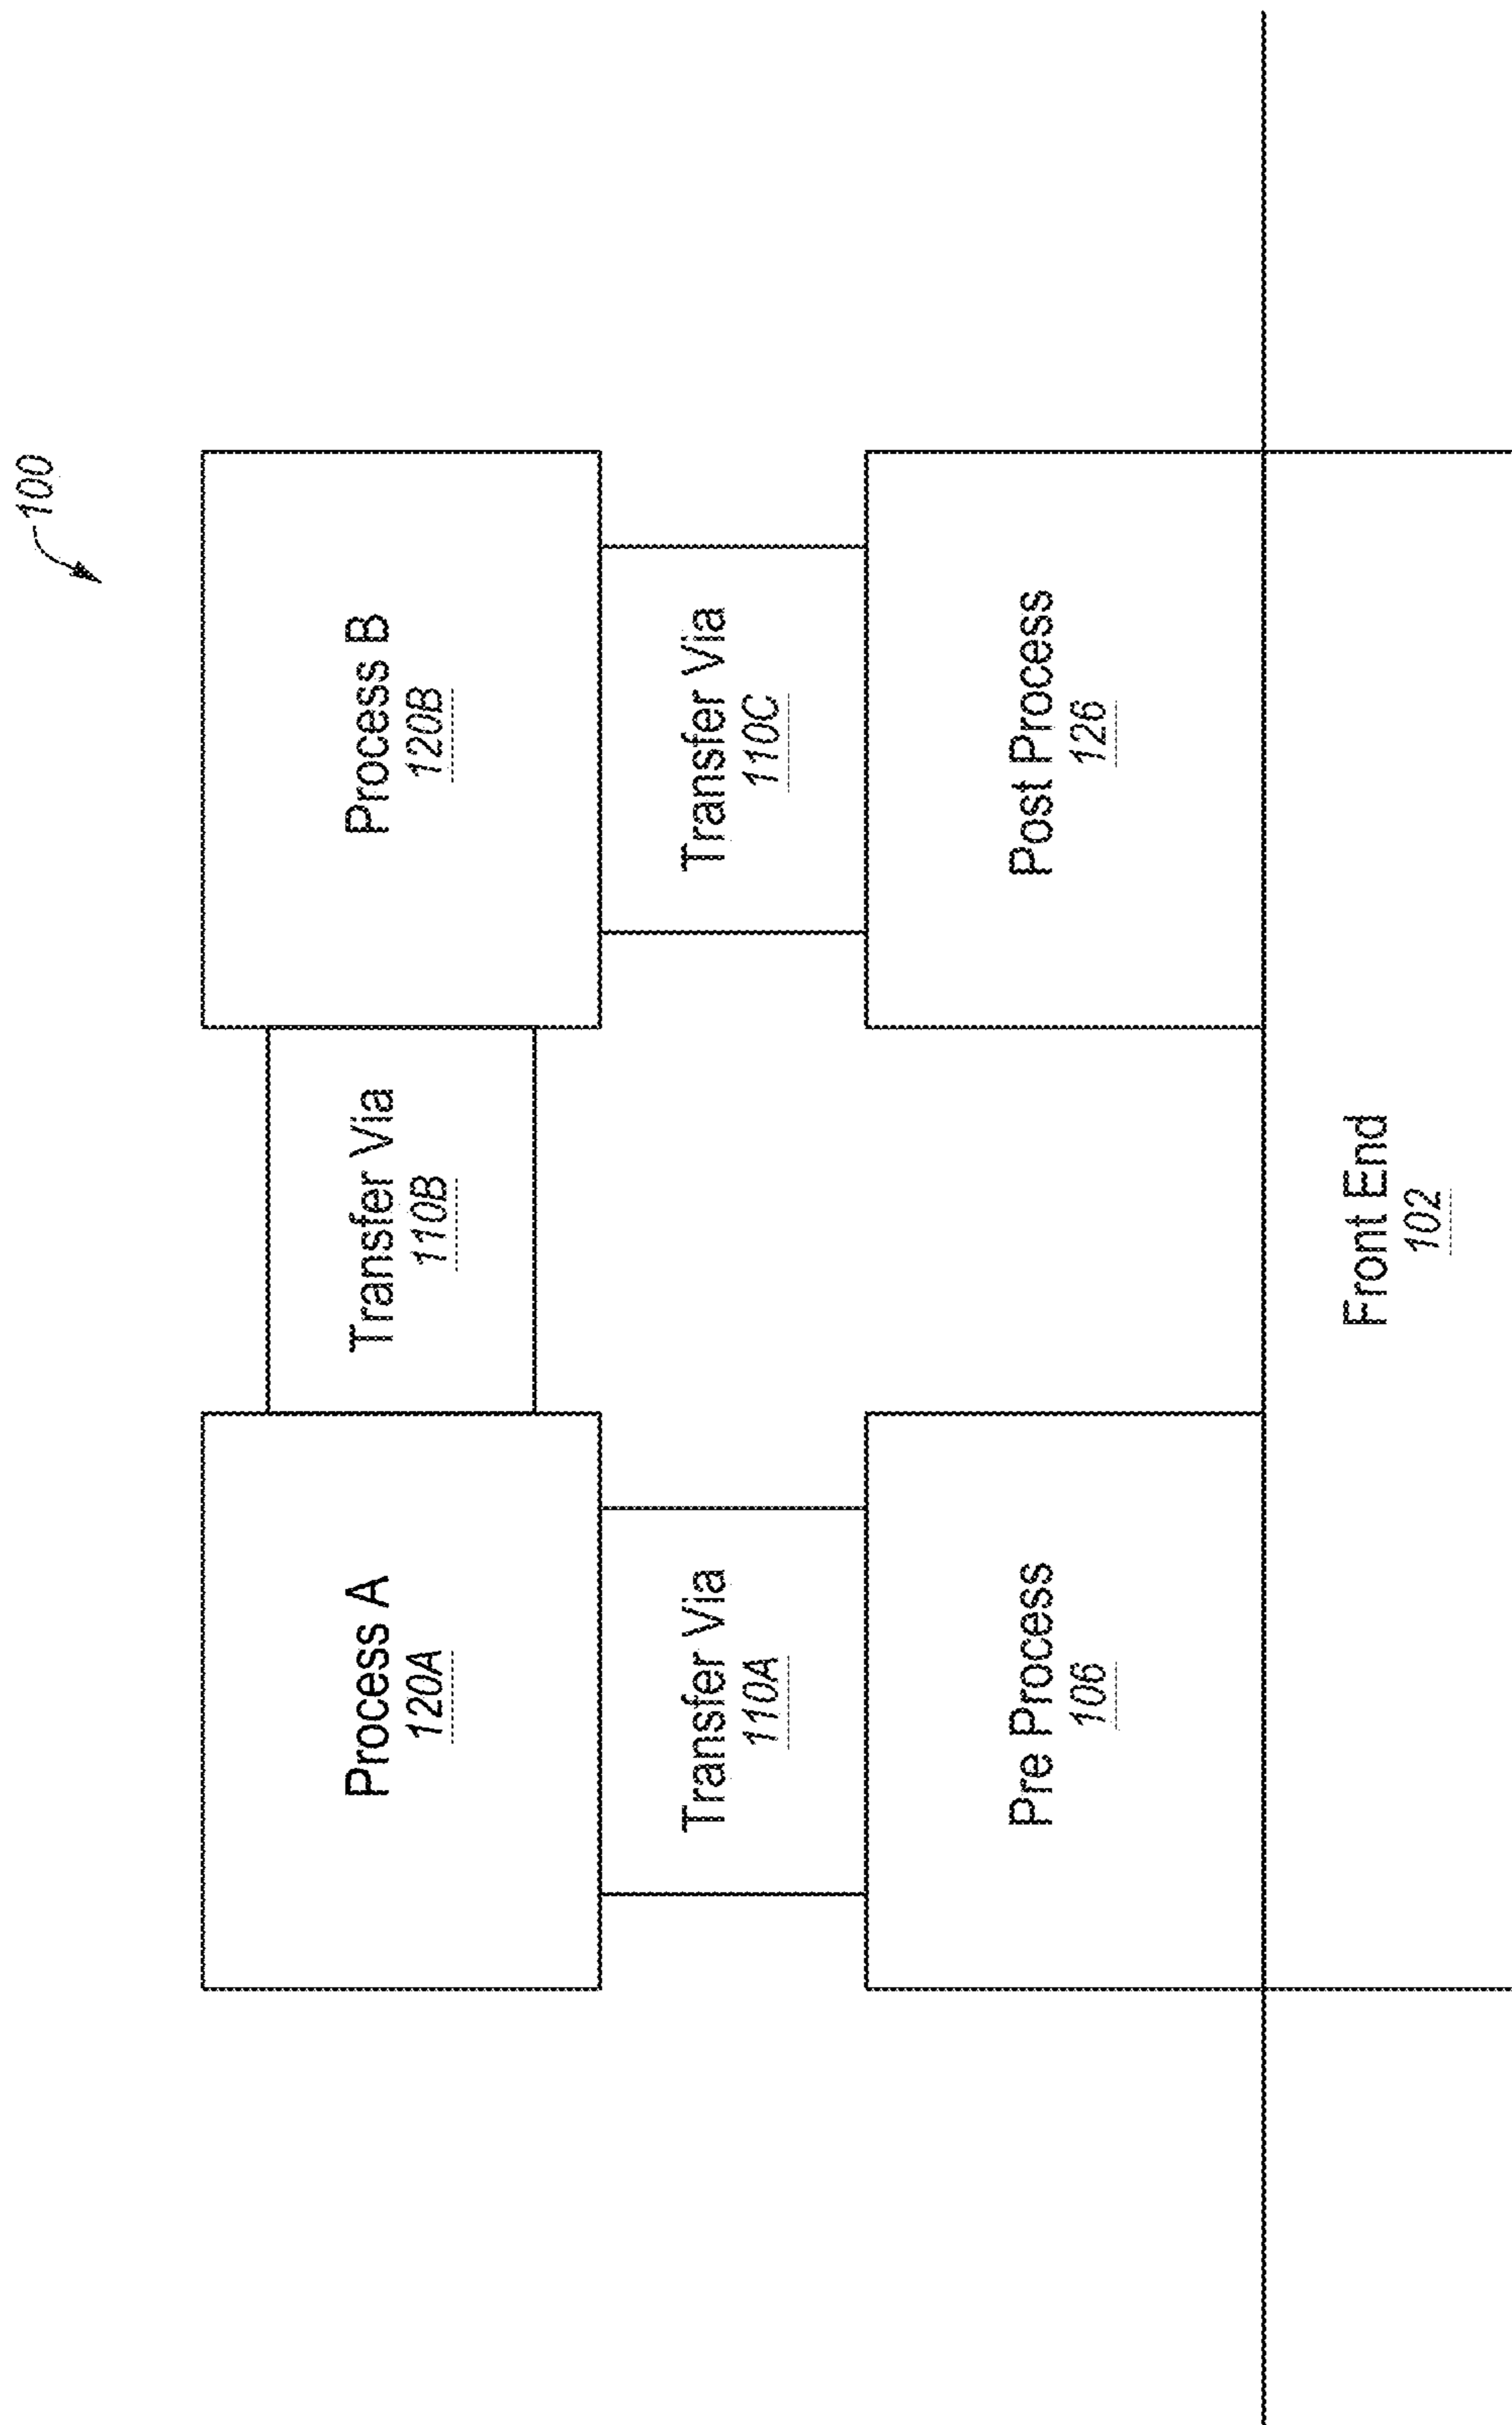 100
Process A
120A
Transfer Via
110B
Process B
120B
Transfer Via
110A
Transfer Via
110C
Pre Process
106
Post Process
126
Front End
102